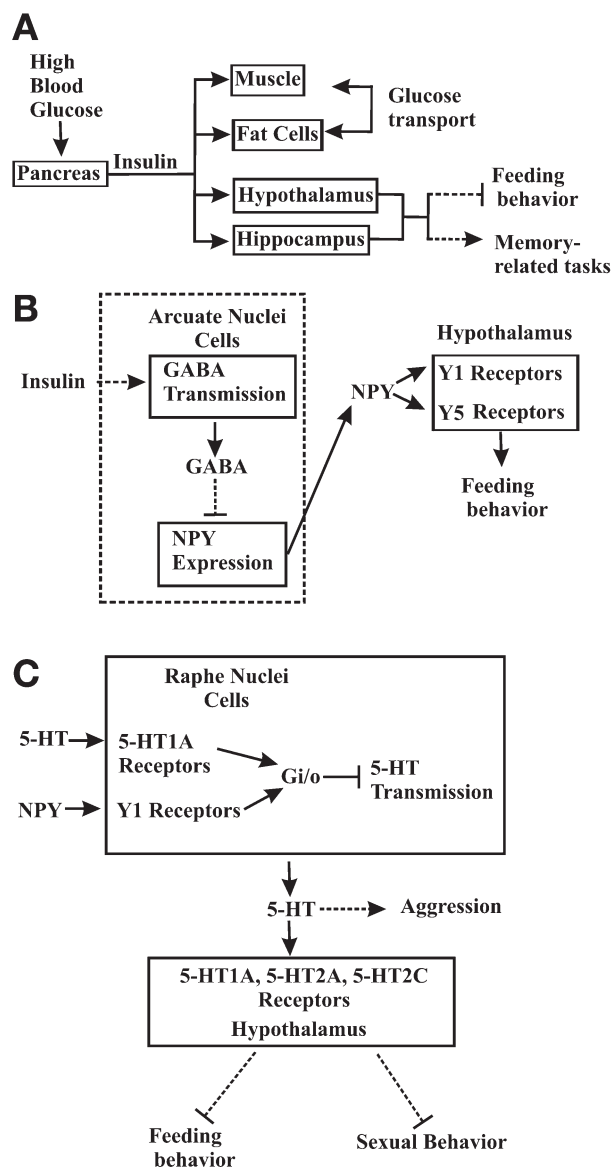 A
High
Blood
Glucose
Pancreas
Insulin
Muscle
Fat Cells
Glucose
transport
Hypothalamus
Hippocampus
Feeding
behavior
Memory-
related tasks
B
Arcuate Nuclei
Cells
Insulin
GABA
Transmission
GABA
NPY
Expression
NPY
Hypothalamus
Y1 Receptors
Y5 Receptors
Feeding
behavior
C
Raphe Nuclei
Cells
5-HT
5-HT1A
Receptors
NPY
Y1 Receptors
Gi/o
5-HT
Transmission
5-HT
Aggression
5-HT1A, 5-HT2A, 5-HT2C
Receptors
Hypothalamus
Feeding
behavior
Sexual Behavior